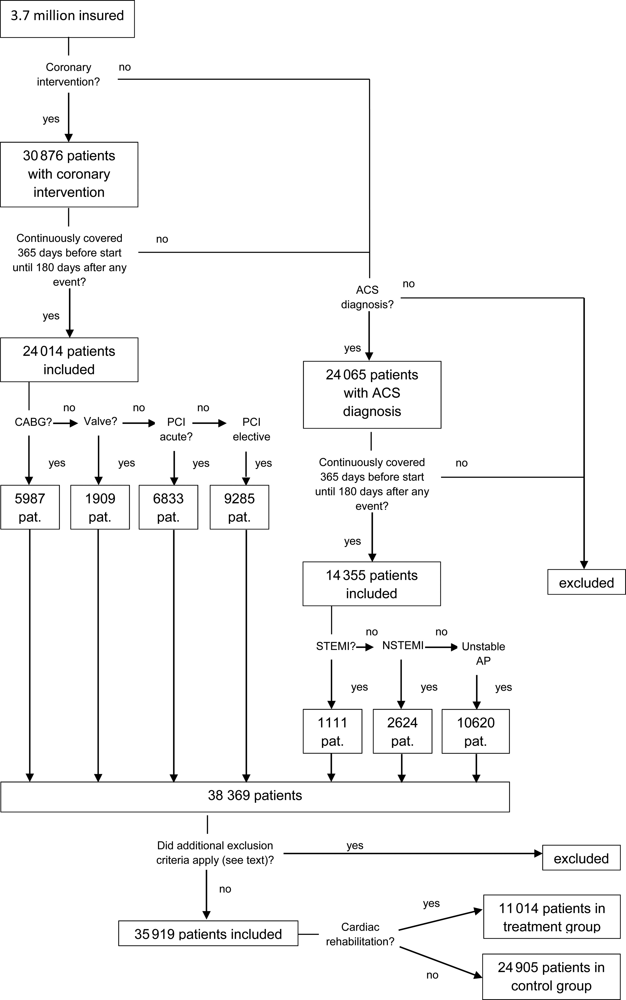 3.7 million insured
Coronary
intervention?
no
yes
30 876 patients
with coronary
intervention
Continuously covered
365 days before start
until 180 days after any
event?
no
yes
24 014 patients
included
ACS
diagnosis?
no
yes
24 065 patients
with ACS
diagnosis
CABG?
no
Valve?
no
PCI
acute?
no
PCI
elective
yes
yes
yes
yes
5987
pat.
1909
pat.
6833
pat.
9285
pat.
Continuously covered
365 days before start
until 180 days after any
event?
no
yes
14 355 patients
included
excluded
STEMI?
no
NSTEMI
no
Unstable
AP
yes
yes
yes
1111
pat.
2624
pat.
10620
pat.
38 369 patients
Did additional exclusion
criteria apply (see text)?
yes
excluded
no
35 919 patients included
Cardiac
rehabilitation?
yes
11 014 patients in
treatment group
no
24 905 patients in
control group